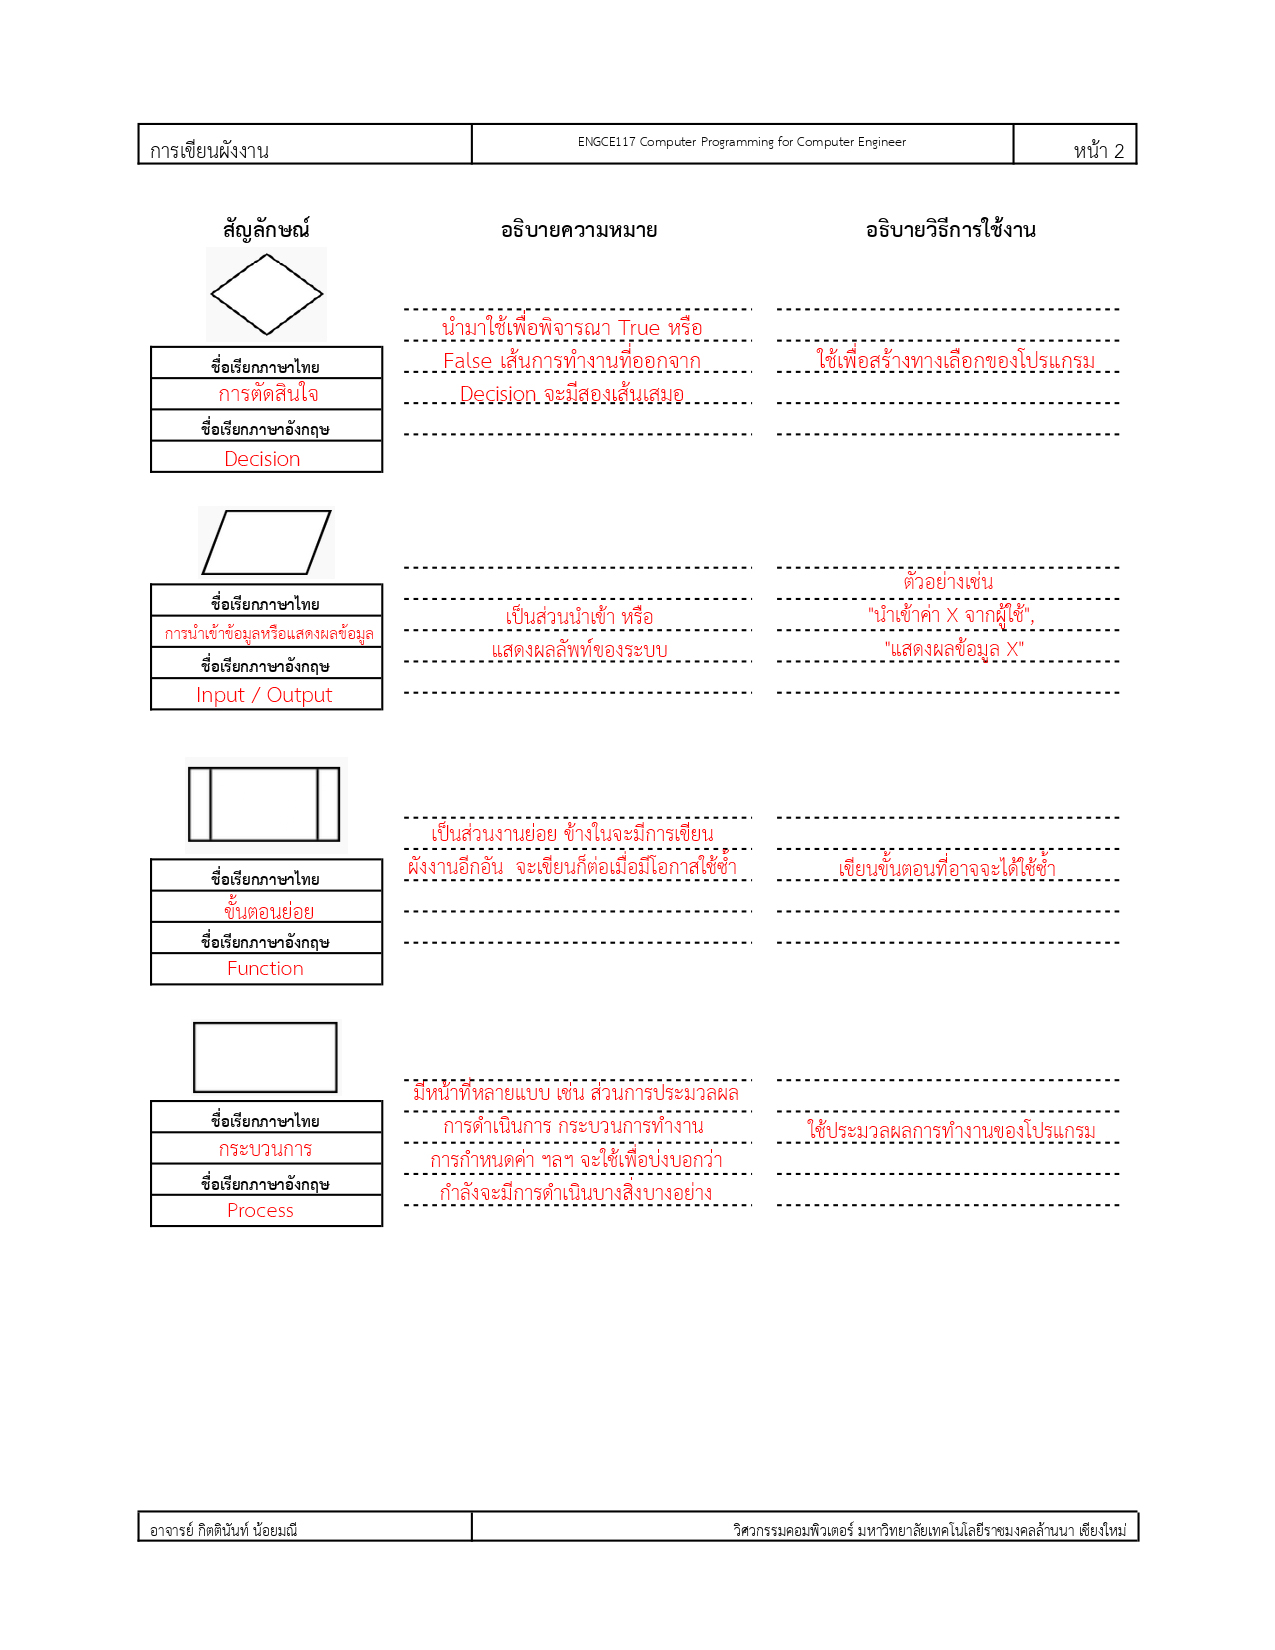 การเขียนผังงาน
ENGCE117 Computer Programming for Computer Engineer
หน้า 2
สัญลักษณ์
อธิบายความหมาย
อธิบายวิธีการใช้งาน
ชื่อเรียกภาษาไทย
การตัดสินใจ
ชื่อเรียกภาษาอังกฤษ
Decision
นำมาใช้เพื่อพิจารณา True หรือ
False เส้นการทำงานที่ออกจาก
Decision จะมีสองเส้นเสมอ
ใช้เพื่อสร้างทางเลือกของโปรแกรม
ชื่อเรียกภาษาไทย
การนำเข้าข้อมูลหรือแสดงผลข้อมูล
ชื่อเรียกภาษาอังกฤษ
Input / Output
เป็นส่วนนำเข้า หรือ
แสดงผลลัพท์ของระบบ
ตัวอย่างเช่น
"นำเข้าค่า X จากผู้ใช้",
"แสดงผลข้อมูล X"
ชื่อเรียกภาษาไทย
ขั้นตอนย่อย
ชื่อเรียกภาษาอังกฤษ
Function
เป็นส่วนงานย่อย ข้างในจะมีการเขียน
ผังงานอีกอัน จะเขียนก็ต่อเมื่อมีโอกาสใช้ซ้ำ
เขียนขั้นตอนที่อาจจะได้ใช้ซ้ำ
ชื่อเรียกภาษาไทย
กระบวนการ
ชื่อเรียกภาษาอังกฤษ
Process
มีหน้าที่หลายแบบ เช่น ส่วนการประมวลผล
การดำเนินการ กระบวนการทำงาน
การกำหนดค่า ฯลฯ จะใช้เพื่อบ่งบอกว่า
กำลังจะมีการดำเนินบางสิ่งบางอย่าง
ใช้ประมวลผลการทำงานของโปรแกรม
อาจารย์ กิตตินันท์ น้อยมณี
วิศวกรรมคอมพิวเตอร์ มหาวิทยาลัยเทคโนโลยีราชมงคลล้านนา เชียงใหม่